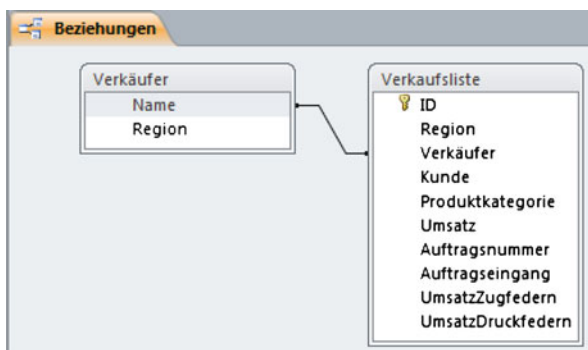 Beziehungen
Verkäufer
Name
Region
Verkaufsliste
ID
Region
Verkäufer
Kunde
Produktkategorie
Umsatz
Auftragsnummer
Auftragseingang
UmsatzZugfedern
UmsatzDruckfedern